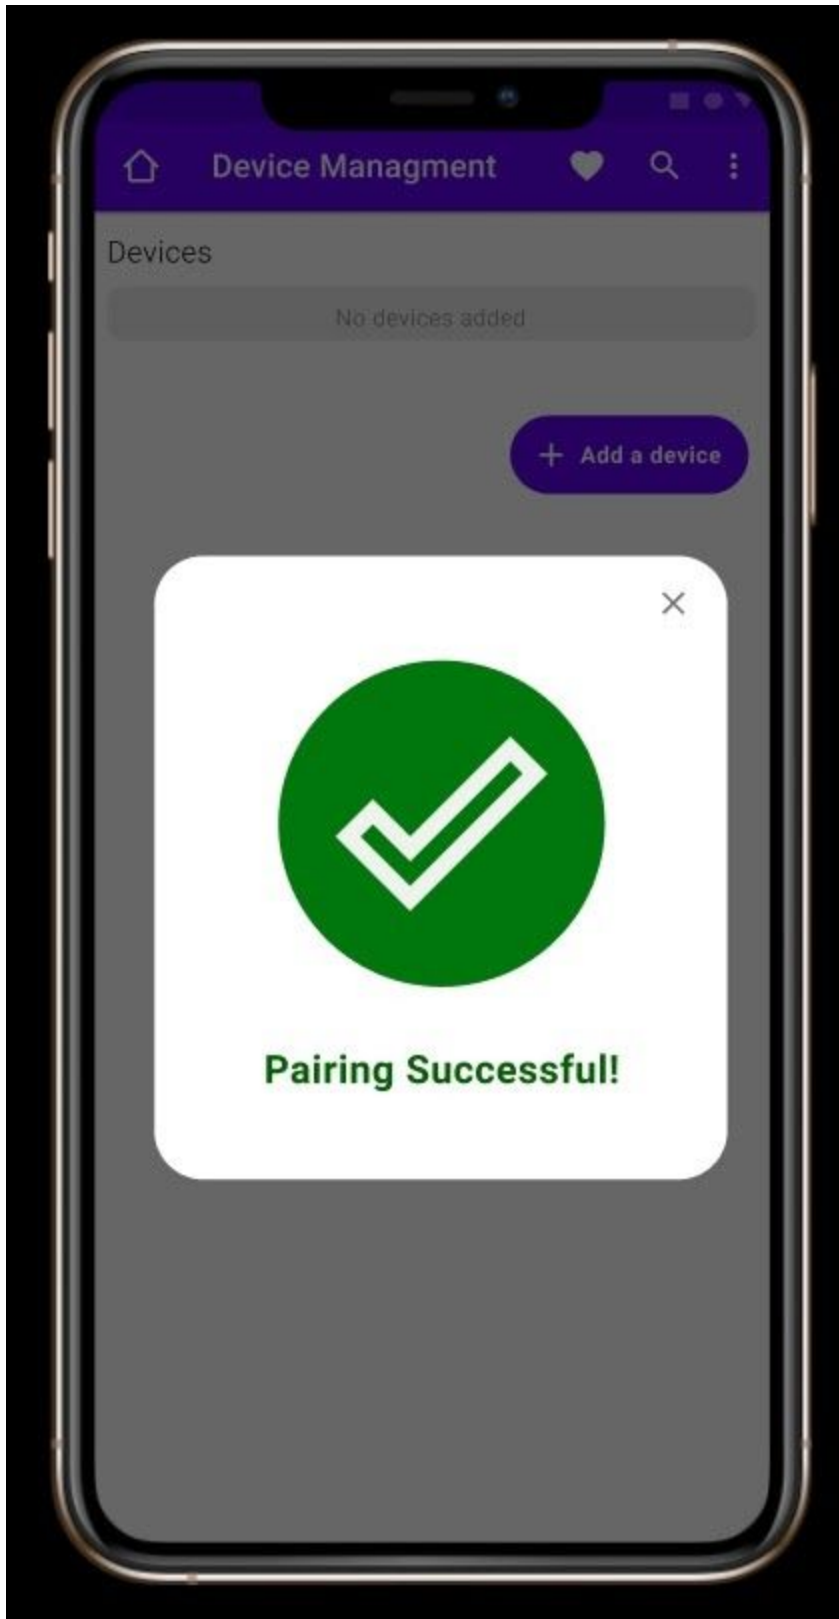 Device Managment
Devices
No devices added
+ Add a device
Pairing Successful!